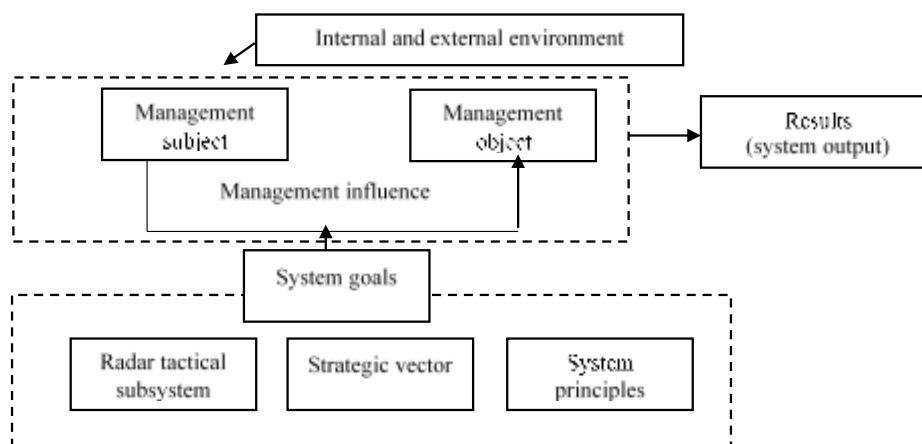 Internal and external environment
Management
subject
Management
object
Results
(system output)
Management influence
System goals
Radar tactical
subsystem
Strategic vector
System
principles